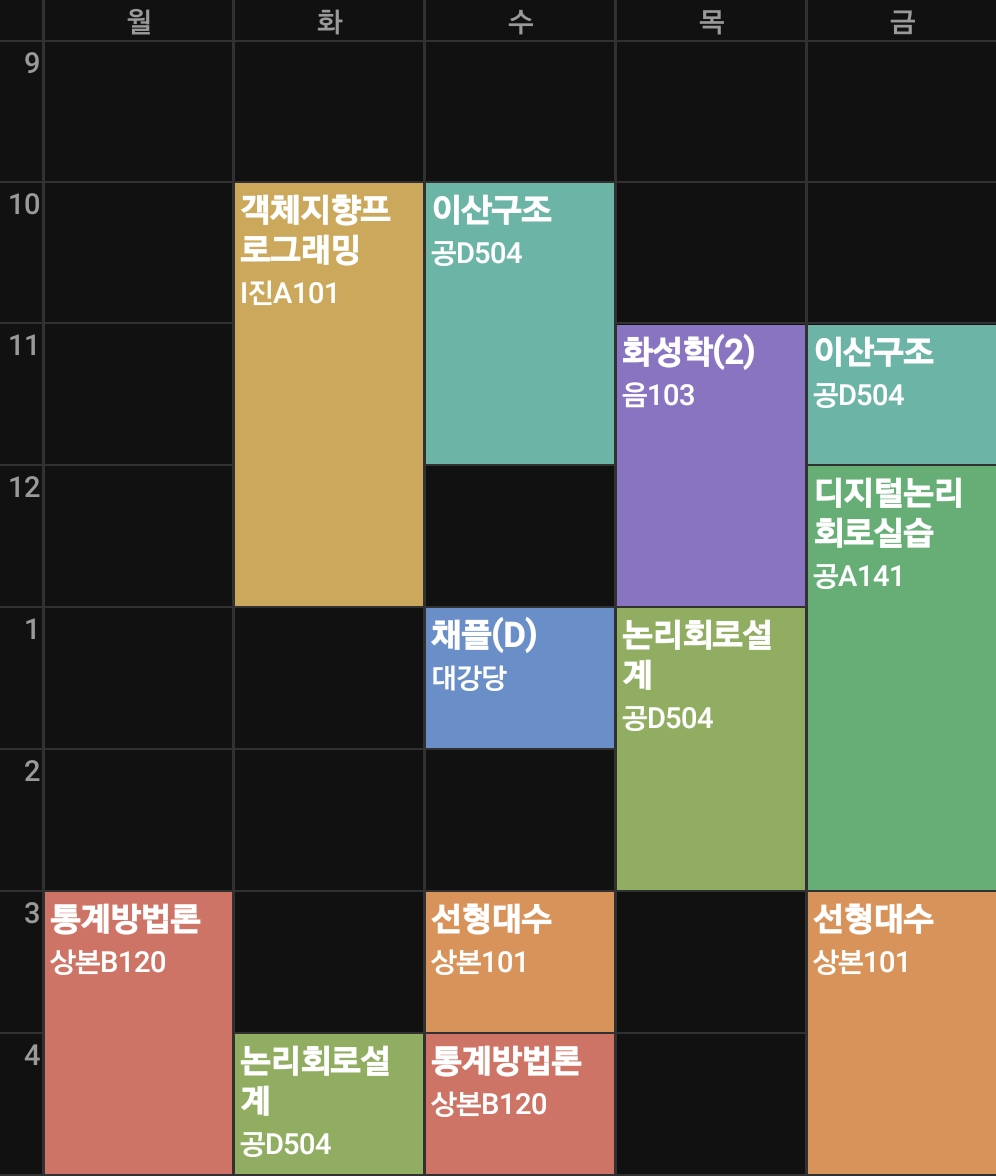 월 화 수 목 금
9
10
객체지향프
로그래밍
I진A101
이산구조
공D504
11
화성학(2)
음103
이산구조
공D504
12
디지털논리
회로실습
공A141
1
채플(D)
대강당
논리회로설
계
공D504
2
3
통계방법론
상본B120
선형대수
상본101
선형대수
상본101
4
논리회로설
계
공D504
통계방법론
상본B120